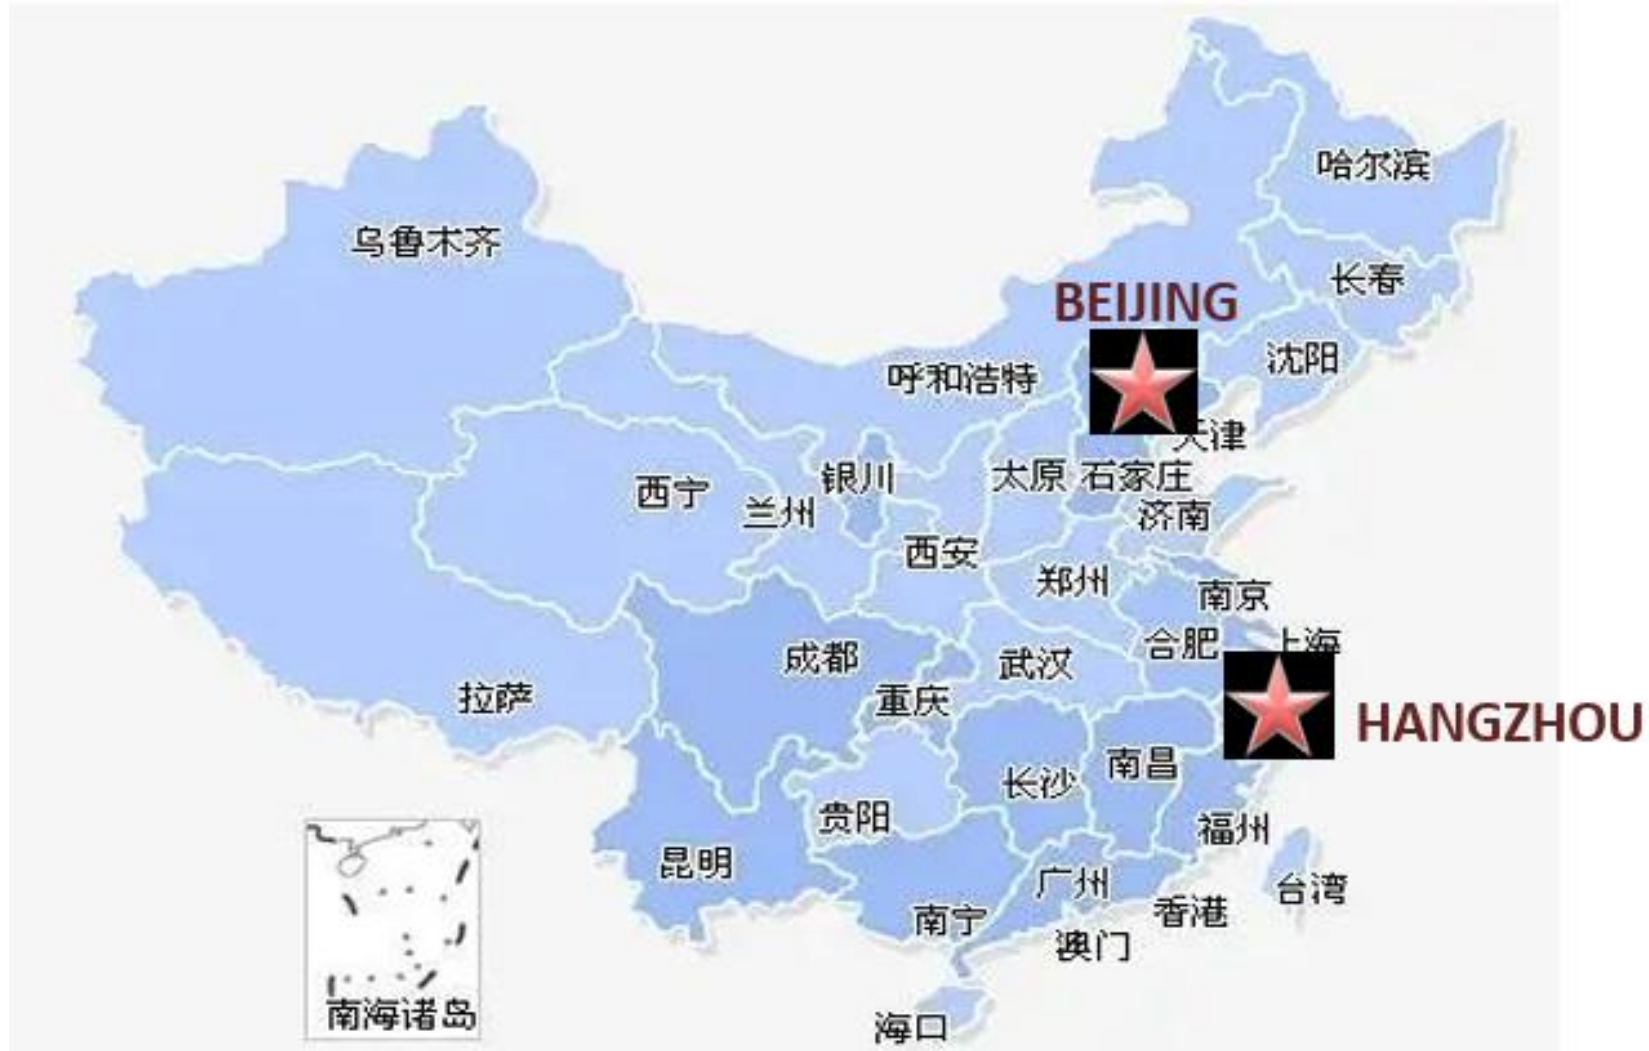 哈尔滨
乌鲁木齐
长春
BEIJING
沈阳
呼和浩特
天津
银川
太原
石家庄
西宁
兰州
济南
西安
郑州
南京
合肥
上海
成都
武汉
重庆
拉萨
HANGZHOU
南昌
长沙
贵阳
福州
昆明
广州
台湾
香港
南宁
澳门
南海诸岛
海口